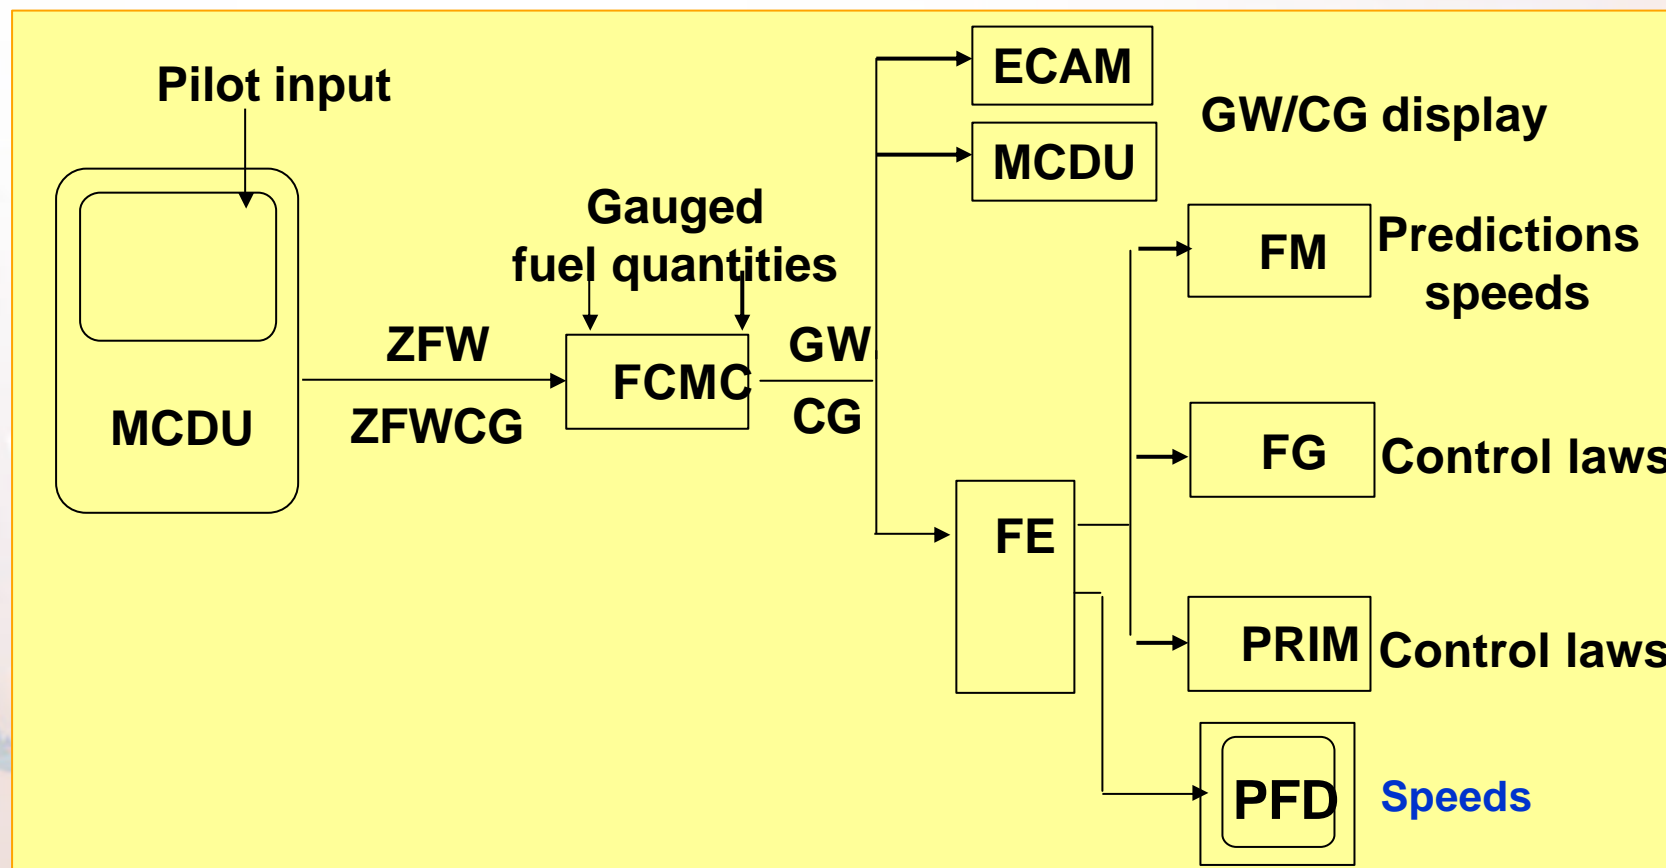 Pilot input
MCDU
ZFW
ZFWCG
Gauged
fuel quantities
FCMC
GW
CG
ECAM
MCDU
GW/CG display
FE
FM
Predictions
speeds
FG
Control laws
PRIM
Control laws
PFD
Speeds